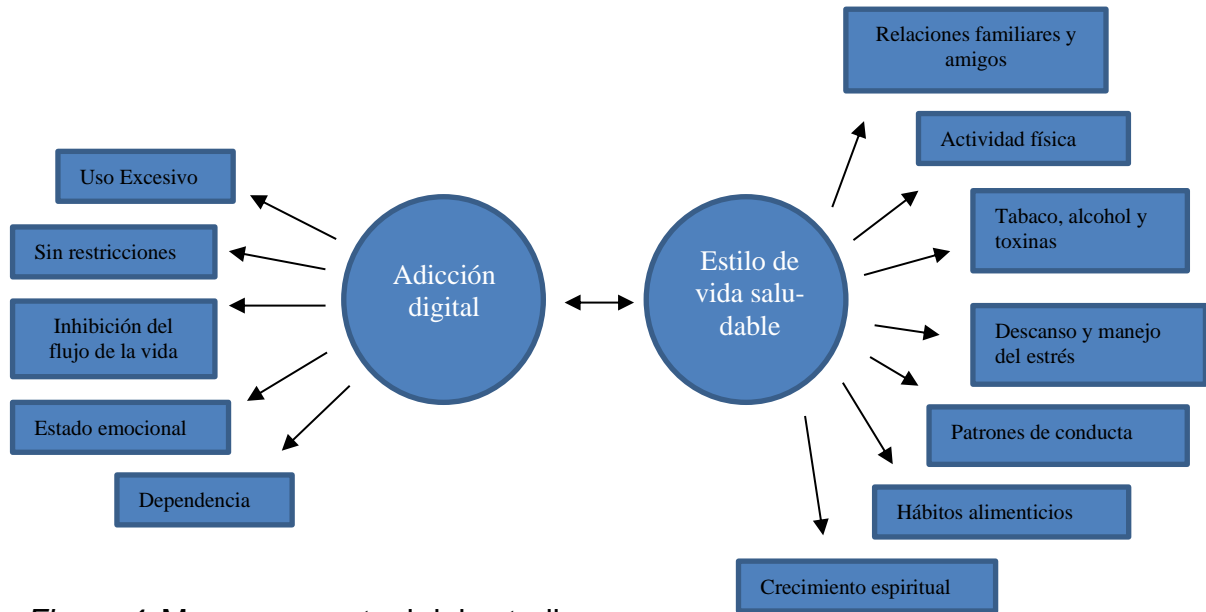 Relaciones familiares y
amigos
Actividad física
Uso Excesivo
Tabaco, alcohol y
toxinas
Sin restricciones
Adicción
digital
Estilo de
vida salu-
dable
Inhibición del
flujo de la vida
Descanso y manejo
del estrés
Estado emocional
Patrones de conducta
Dependencia
Hábitos alimenticios
Crecimiento espiritual